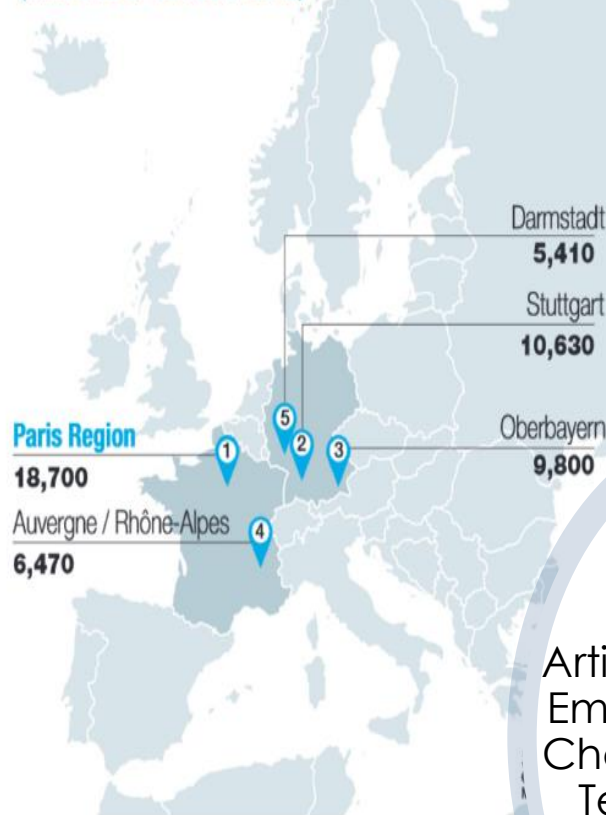 Darmstadt
5,410
Stuttgart
10,630
Oberbayern
9,800
Paris Region
18,700
Auvergne / Rhône-Alpes
6,470
1
2
3
4
5